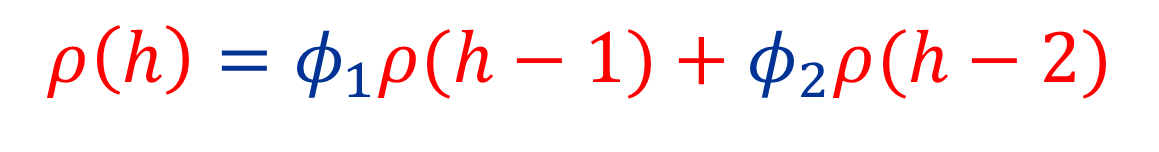 ρ(h) = ϕ₁ρ(h − 1) + ϕ₂ρ(h − 2)